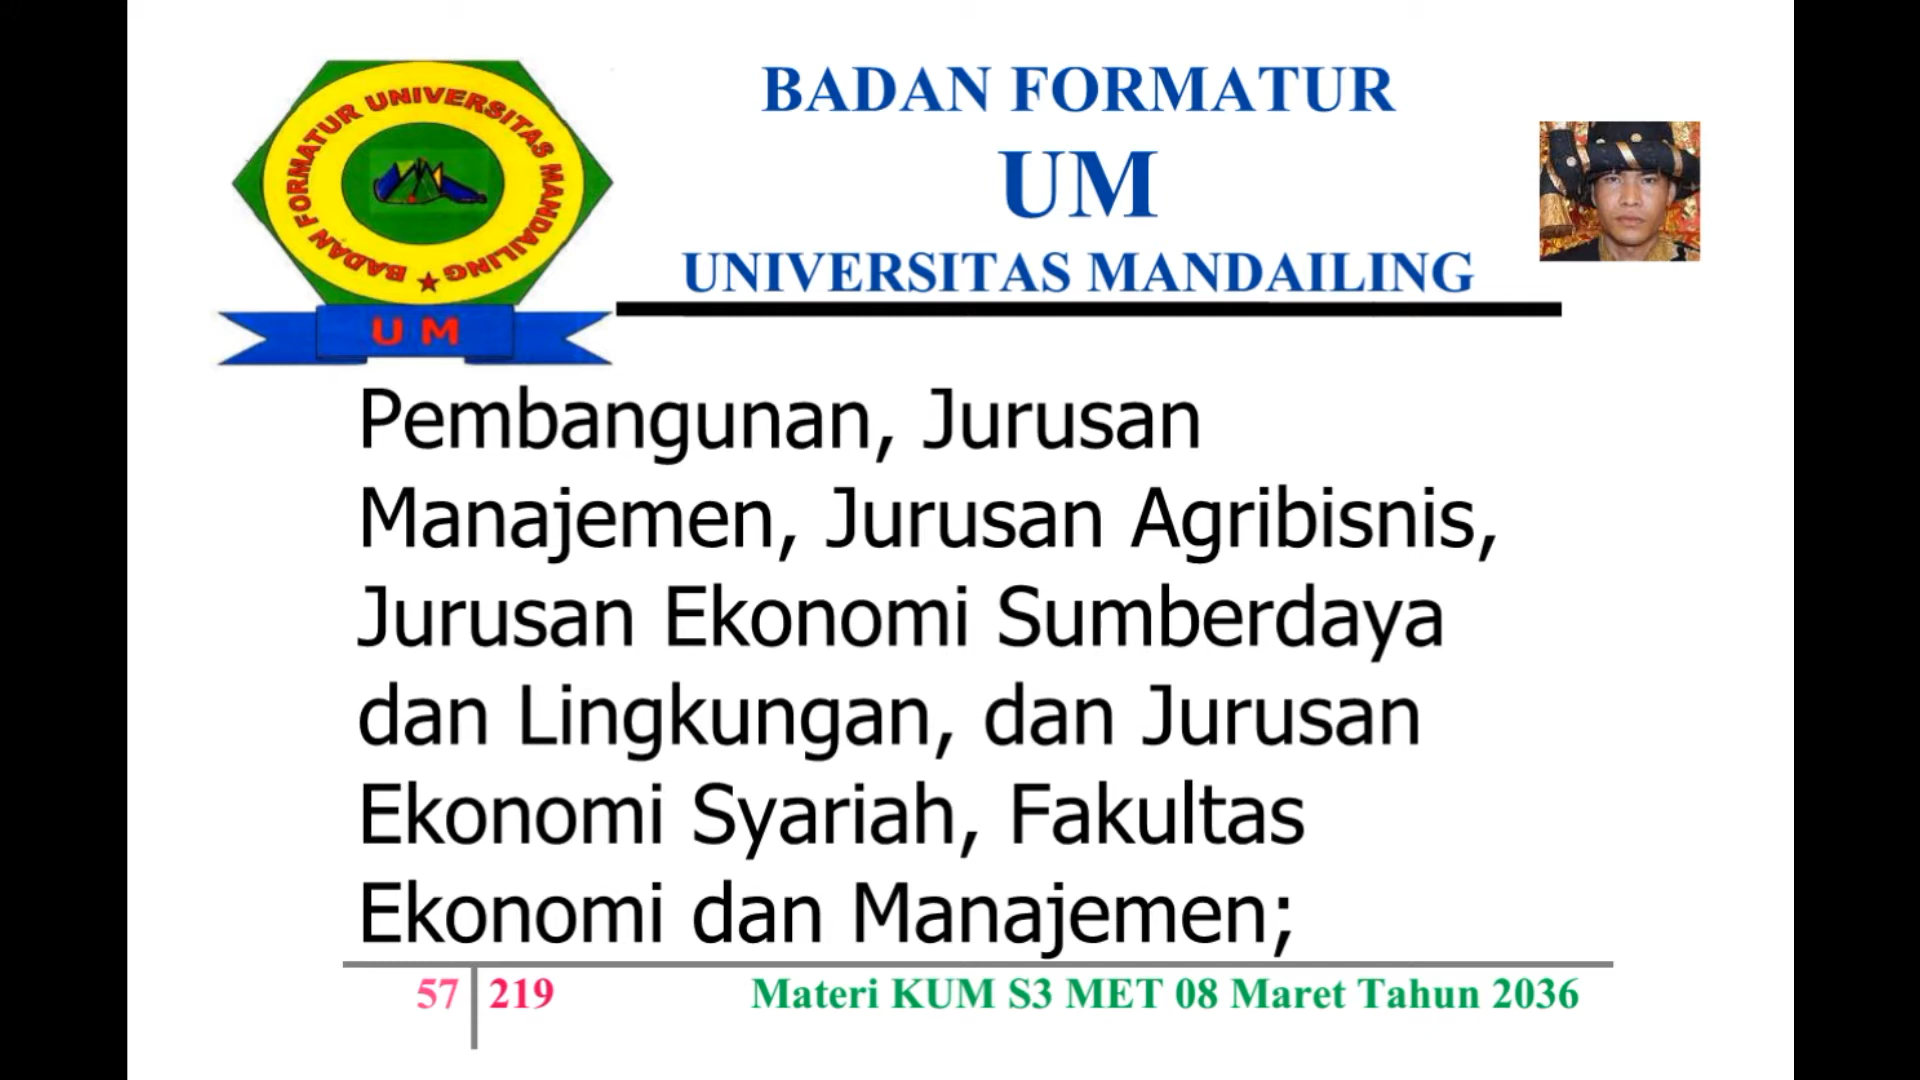 BADAN FORMATUR UNIVERSITAS MANDAILING
U M
BADAN FORMATUR
UM
UNIVERSITAS MANDAILING
Pembangunan, Jurusan
Manajemen, Jurusan Agribisnis,
Jurusan Ekonomi Sumberdaya
dan Lingkungan, dan Jurusan
Ekonomi Syariah, Fakultas
Ekonomi dan Manajemen;
57 219 Materi KUM S3 MET 08 Maret Tahun 2036